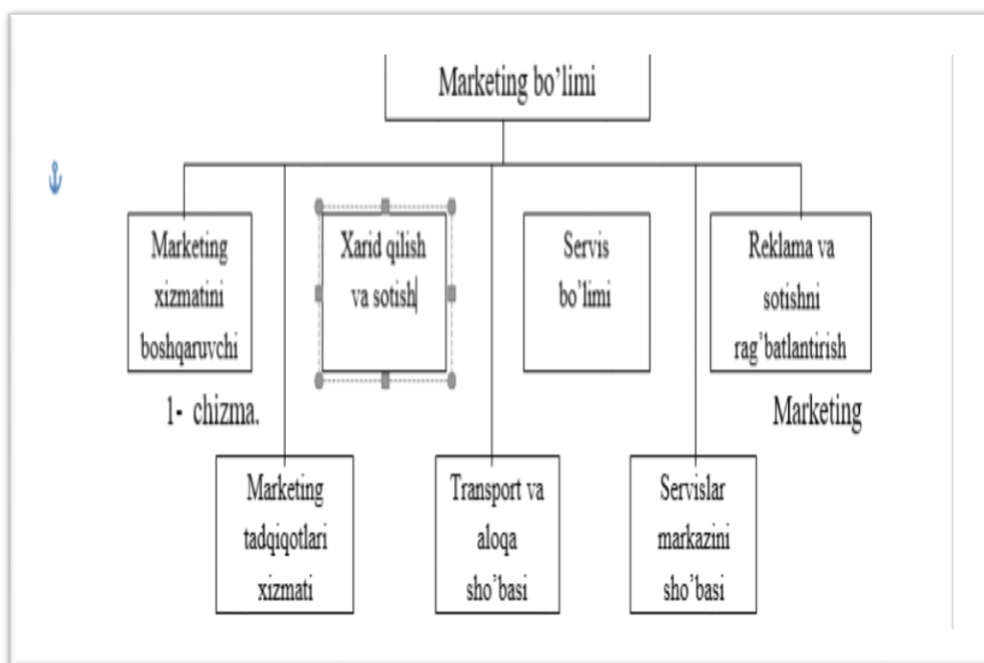 Marketing bo’limi
Marketing
xizmatini
boshqaruvchi
Xarid qilish
va sotish
Servis
bo’limi
Reklama va
sotishni
rag’batlantirish
1- chizma.
Marketing
Marketing
tadqiqotlari
xizmati
Transport va
aloqa
sho’basi
Servislar
markazini
sho’basi